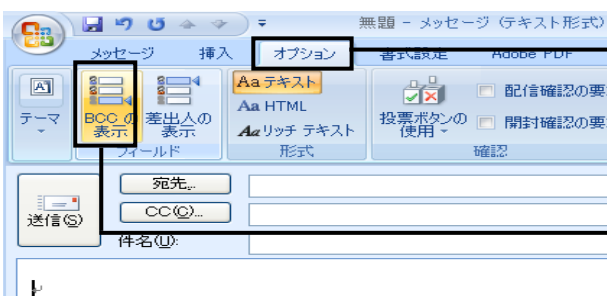 無題 - メッセージ (テキスト形式)
メッセージ 挿入 オプション 書式設定 Adobe PDF
テーマ
BCC の
表示
差出人の
表示
フィールド
Aa テキスト
Aa HTML
Aa リッチ テキスト
形式
投票ボタンの
使用
配信確認の要
開封確認の要
確認
送信(S)
宛先...
CC(C)...
件名(U):